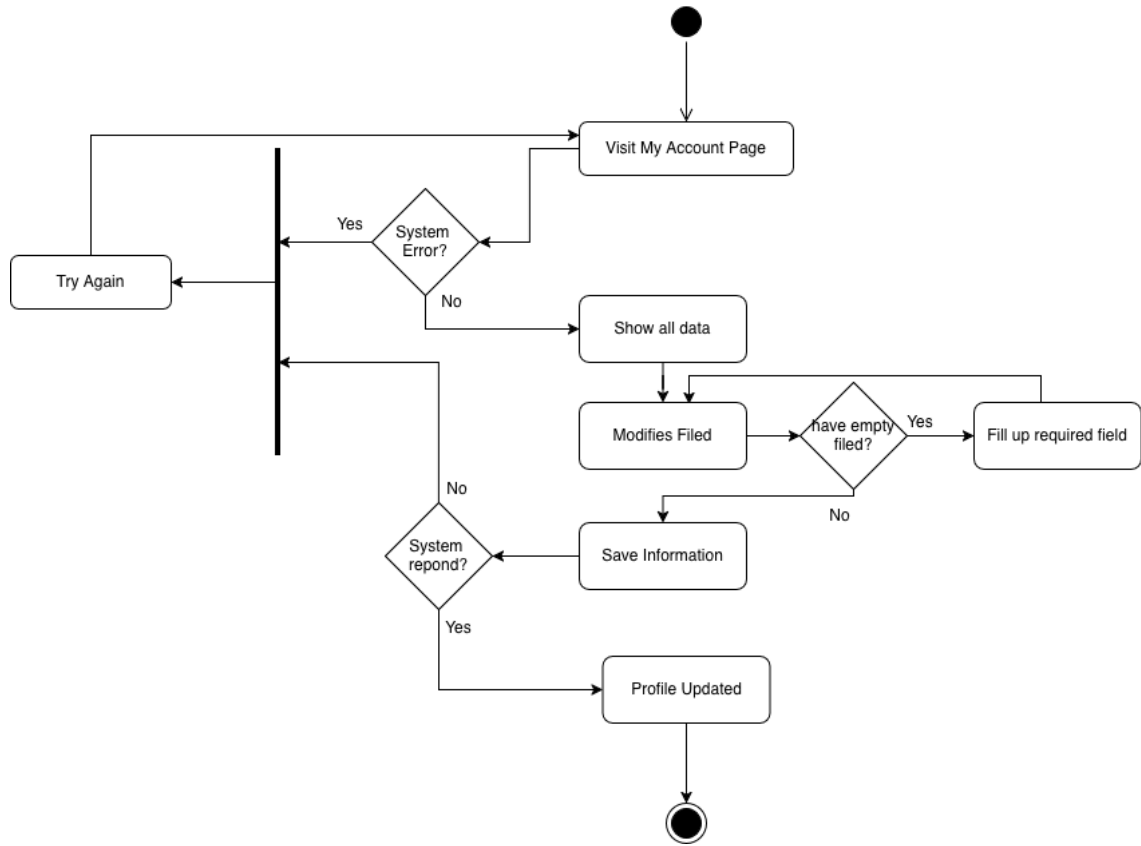 Visit My Account Page
Yes
System
Error?
Try Again
No
Show all data
Modifies Filed
have empty
filed?
Yes
Fill up required field
No
No
System
repond?
Save Information
Yes
Profile Updated